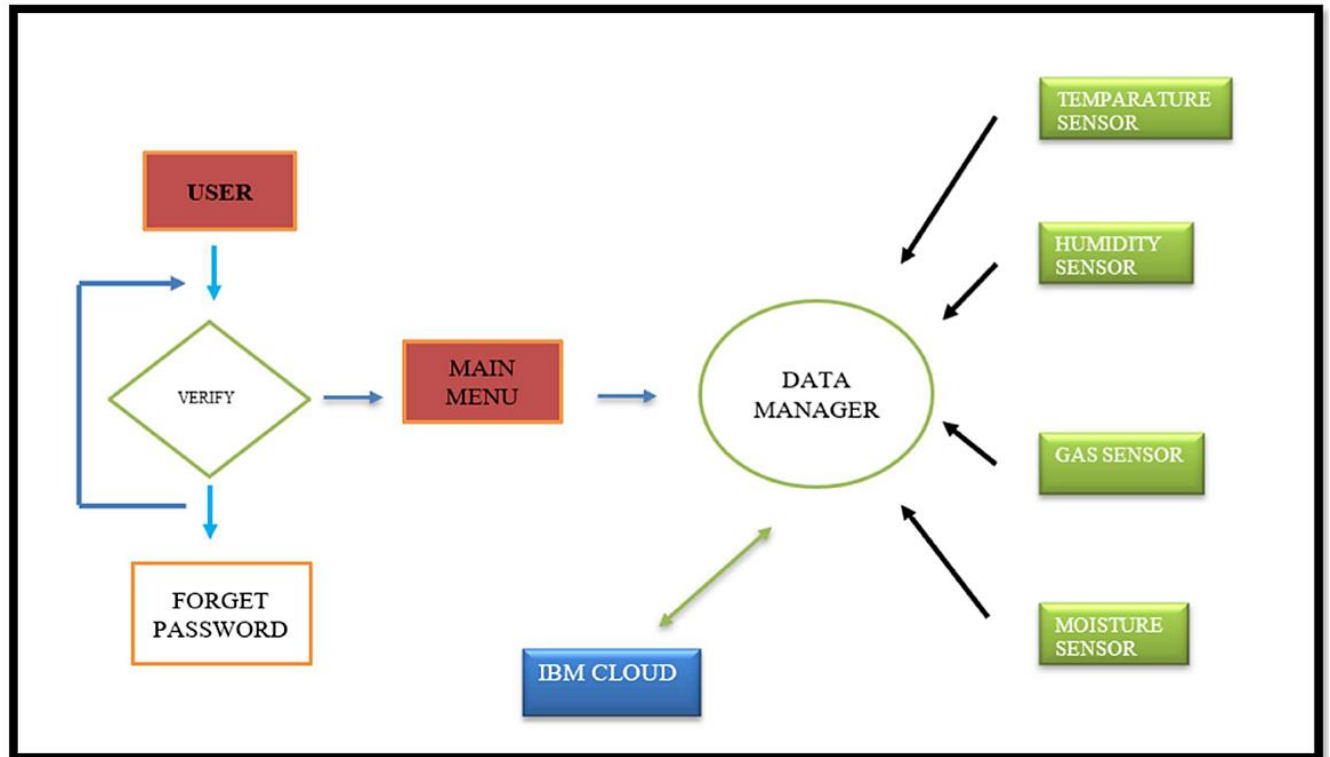 USER
VERIFY
FORGET
PASSWORD
MAIN
MENU
DATA
MANAGER
IBM CLOUD
TEMPARATURE
SENSOR
HUMIDITY
SENSOR
GAS SENSOR
MOISTURE
SENSOR